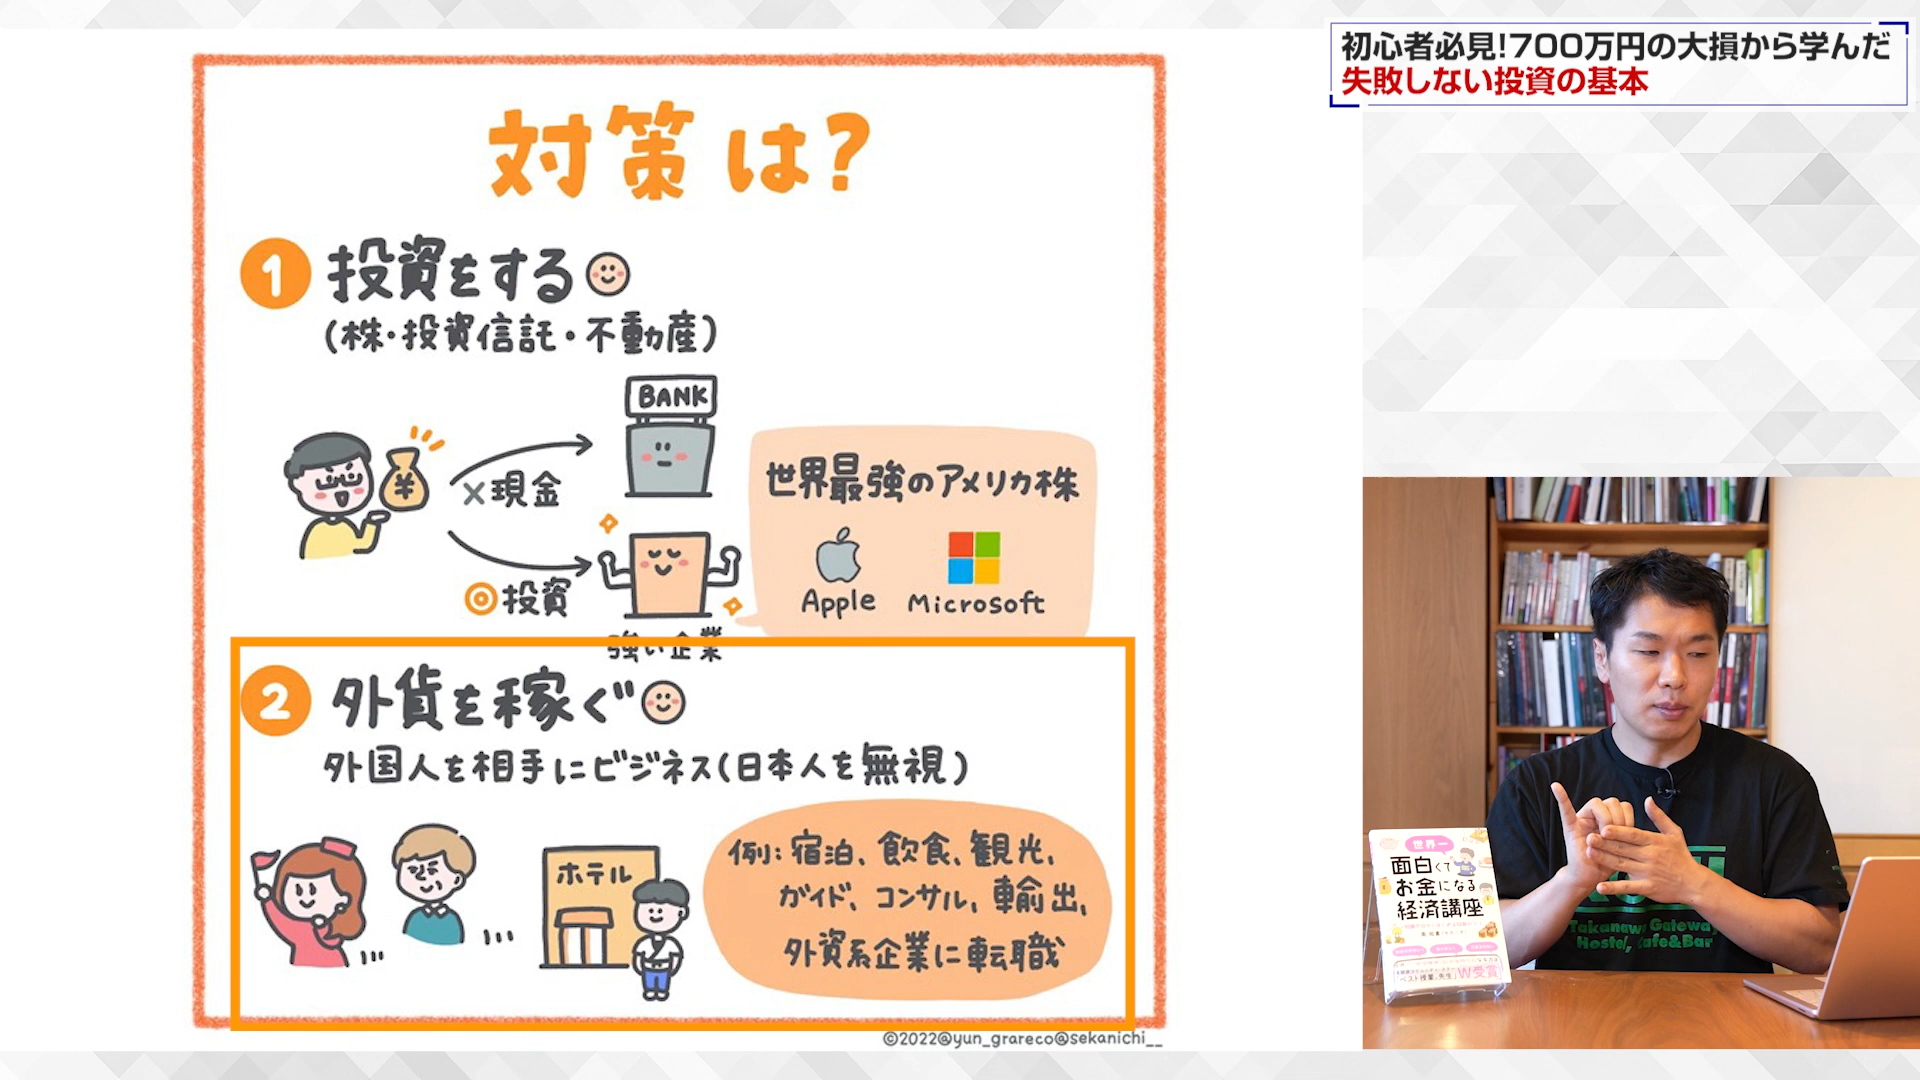 初心者必見!700万円の大損から学んだ
失敗しない投資の基本
対策は?
1 投資をする
(株・投資信託・不動産)
BANK
×現金
◎投資
強い企業
世界最強のアメリカ株
Apple Microsoft
2 外貨を稼ぐ
外国人を相手にビジネス(日本人を無視)
ホテル
例:宿泊、飲食、観光、
ガイド、コンサル、輸出、
外資系企業に転職
©2022@yun_grareco@sekanichi__
世界一
面白くて
お金になる
経済講座
W受賞
Takanawa Gateway
Hostel, Cafe&Bar